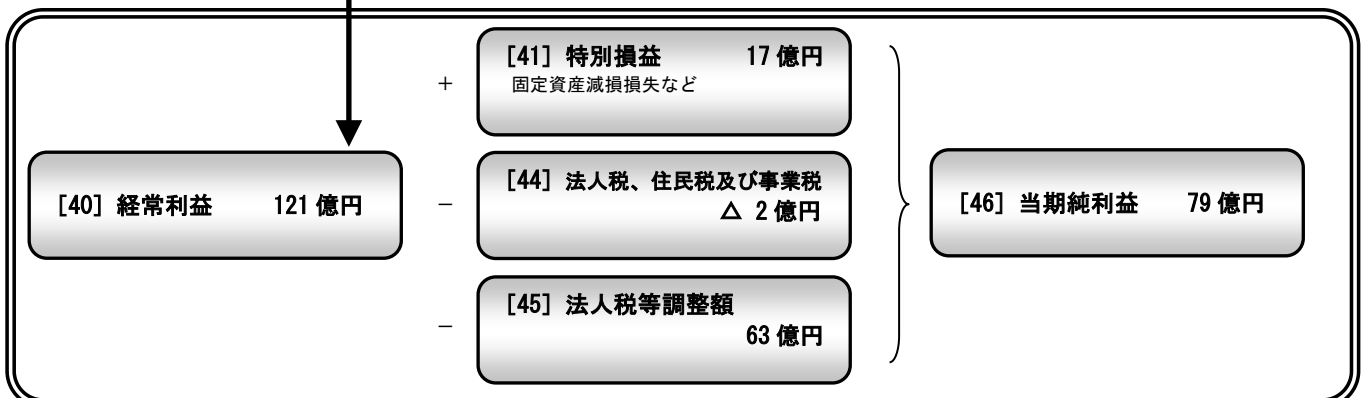 [40] 経常利益 121 億円
+
[41] 特別損益 17 億円
固定資産減損損失など
−
[44] 法人税、住民税及び事業税
△ 2 億円
−
[45] 法人税等調整額
63 億円
[46] 当期純利益 79 億円